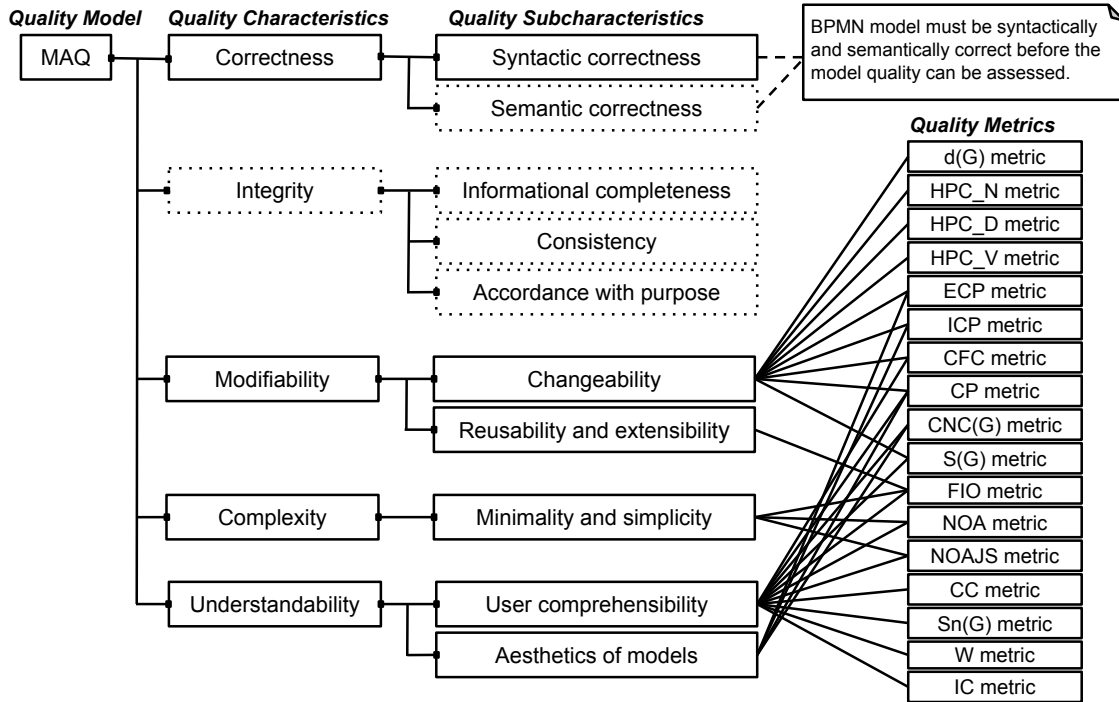 Quality Model
Quality Characteristics
Quality Subcharacteristics
MAQ
Correctness
Syntactic correctness
Semantic correctness
BPMN model must be syntactically
and semantically correct before the
model quality can be assessed.
Integrity
Informational completeness
Consistency
Accordance with purpose
Modifiability
Changeability
Reusability and extensibility
Complexity
Minimality and simplicity
Understandability
User comprehensibility
Aesthetics of models
Quality Metrics
d(G) metric
HPC_N metric
HPC_D metric
HPC_V metric
ECP metric
ICP metric
CFC metric
CP metric
CNC(G) metric
S(G) metric
FIO metric
NOA metric
NOAJS metric
CC metric
Sn(G) metric
W metric
IC metric